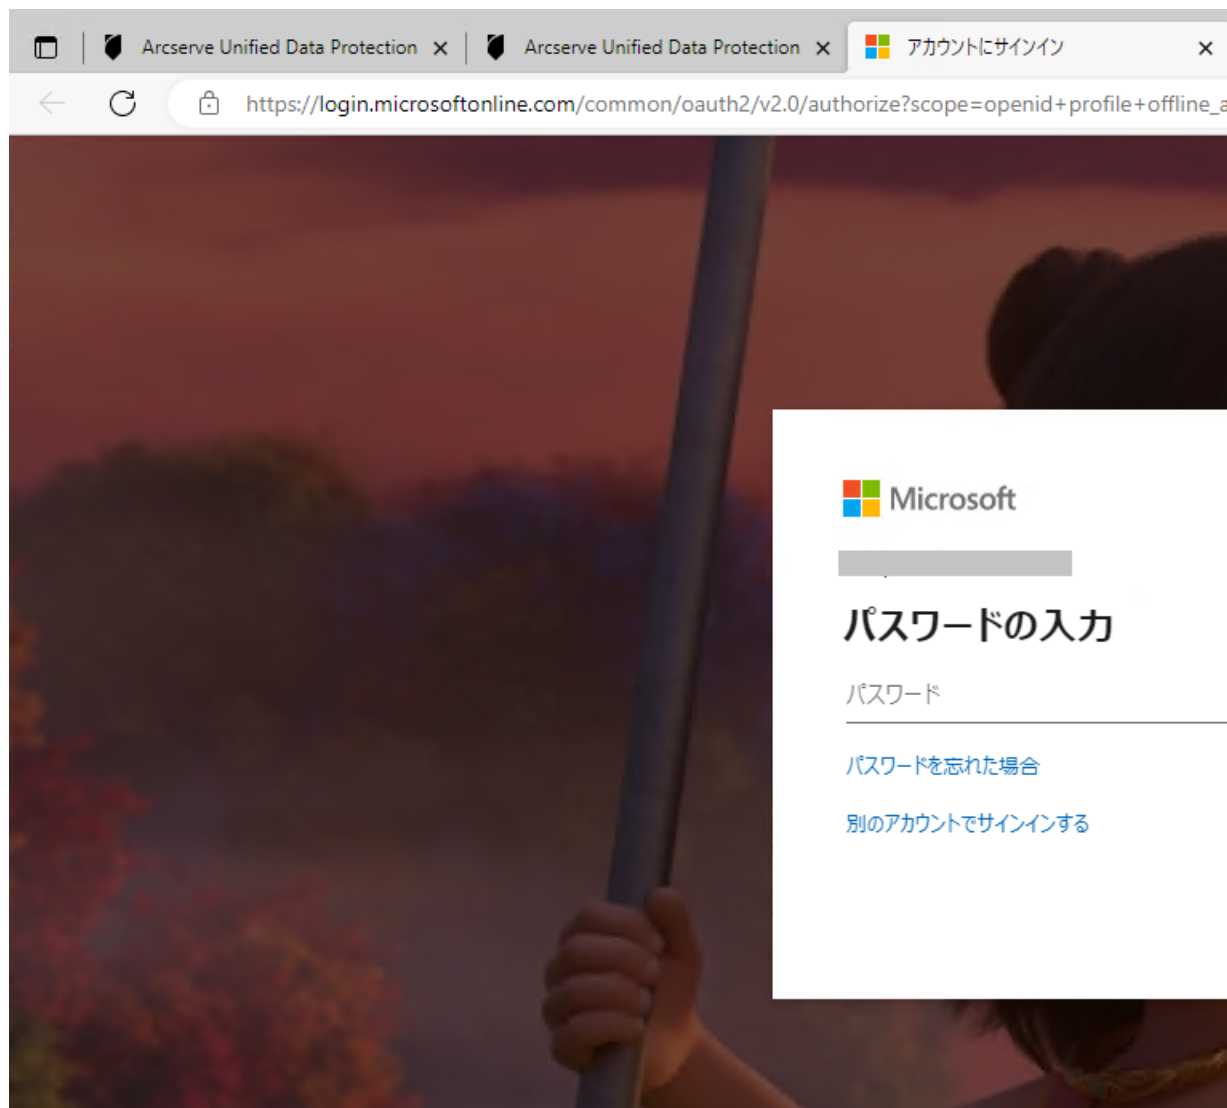 Arcserve Unified Data Protection
Arcserve Unified Data Protection
アカウントにサインイン
https://login.microsoftonline.com/common/oauth2/v2.0/authorize?scope=openid+profile+offline_a
Microsoft
パスワードの入力
パスワード
パスワードを忘れた場合
別のアカウントでサインインする